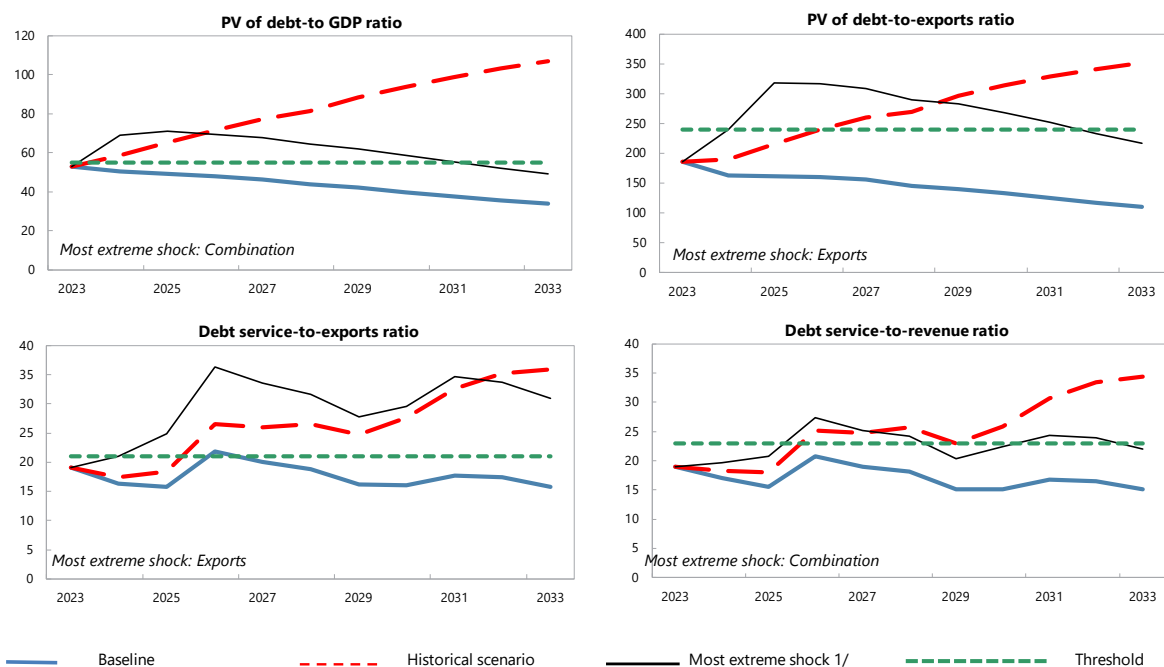 PV of debt-to GDP ratio
120
100
80
60
40
20
0
Most extreme shock: Combination
2023 2025 2027 2029 2031 2033
PV of debt-to-exports ratio
400
350
300
250
200
150
100
50
0
Most extreme shock: Exports
2023 2025 2027 2029 2031 2033
Debt service-to-exports ratio
40
35
30
25
20
15
10
5
0
Most extreme shock: Exports
2023 2025 2027 2029 2031 2033
Debt service-to-revenue ratio
40
35
30
25
20
15
10
5
0
Most extreme shock: Combination
2023 2025 2027 2029 2031 2033
Baseline Historical scenario Most extreme shock 1/ Threshold